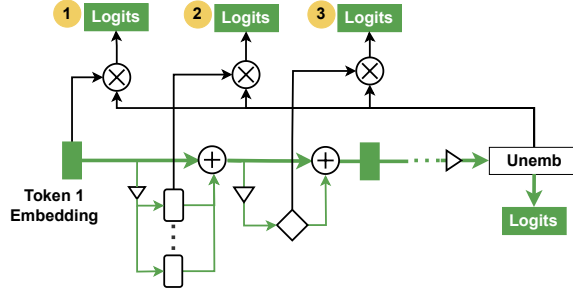 1 Logits 2 Logits 3 Logits
Unemb
Token 1
Embedding
Logits